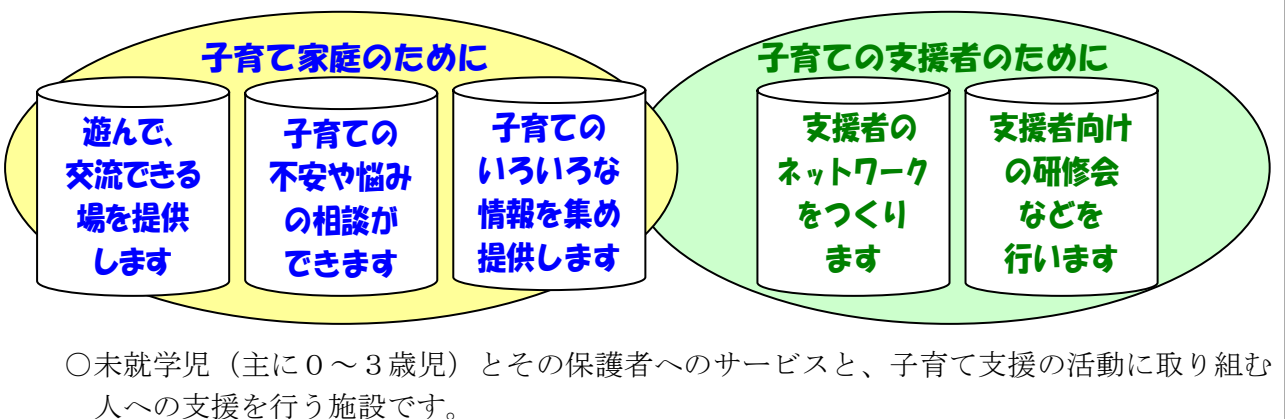 子育て家庭のために
遊んで、
交流できる
場を提供
します
子育ての
不安や悩み
の相談が
できます
子育ての
いろいろな
情報を集め
提供します
子育ての支援者のために
支援者の
ネットワーク
をつくり
ます
支援者向け
の研修会
などを
行います
○未就学児（主に０～３歳児）とその保護者へのサービスと、子育て支援の活動に取り組む
人への支援を行う施設です。